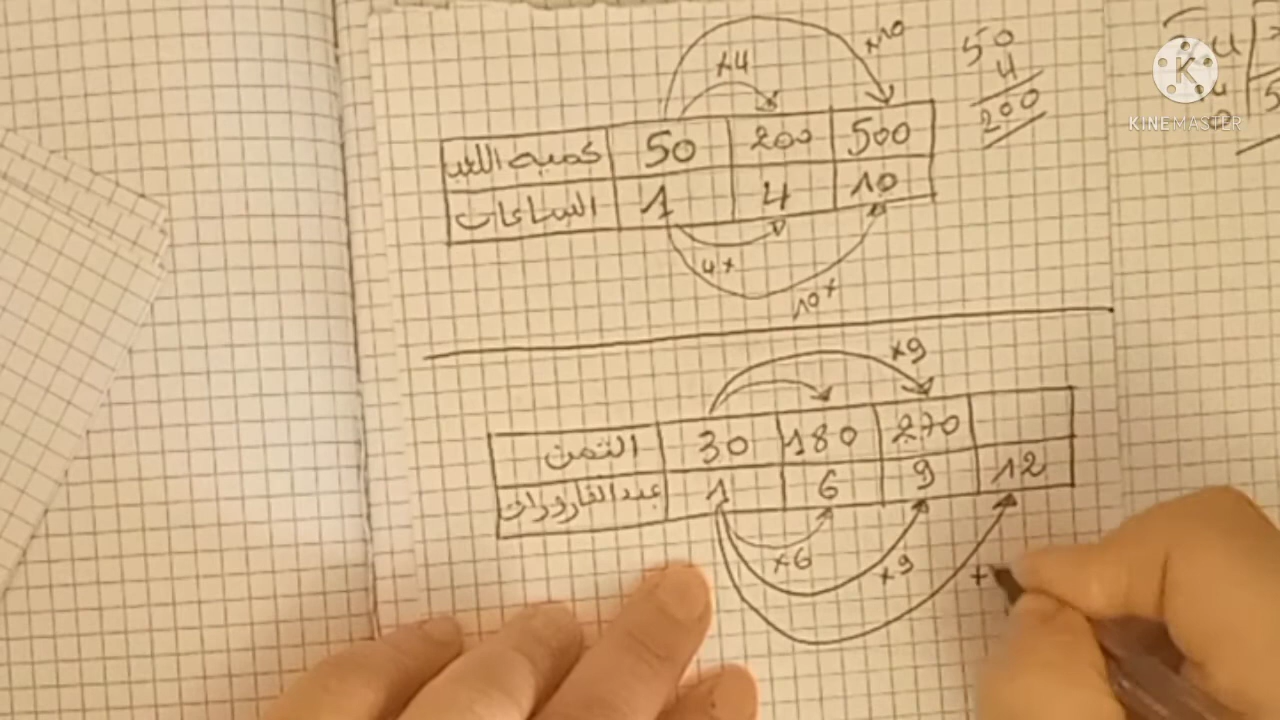 ×4
×10
50
4
200
كمية اللعب 50 200 500
الساعات 1 4 10
4×
10×
×9
الثمن 30 180 270
عدد القارورات 1 6 9 12
×6
×9
KINEMASTER